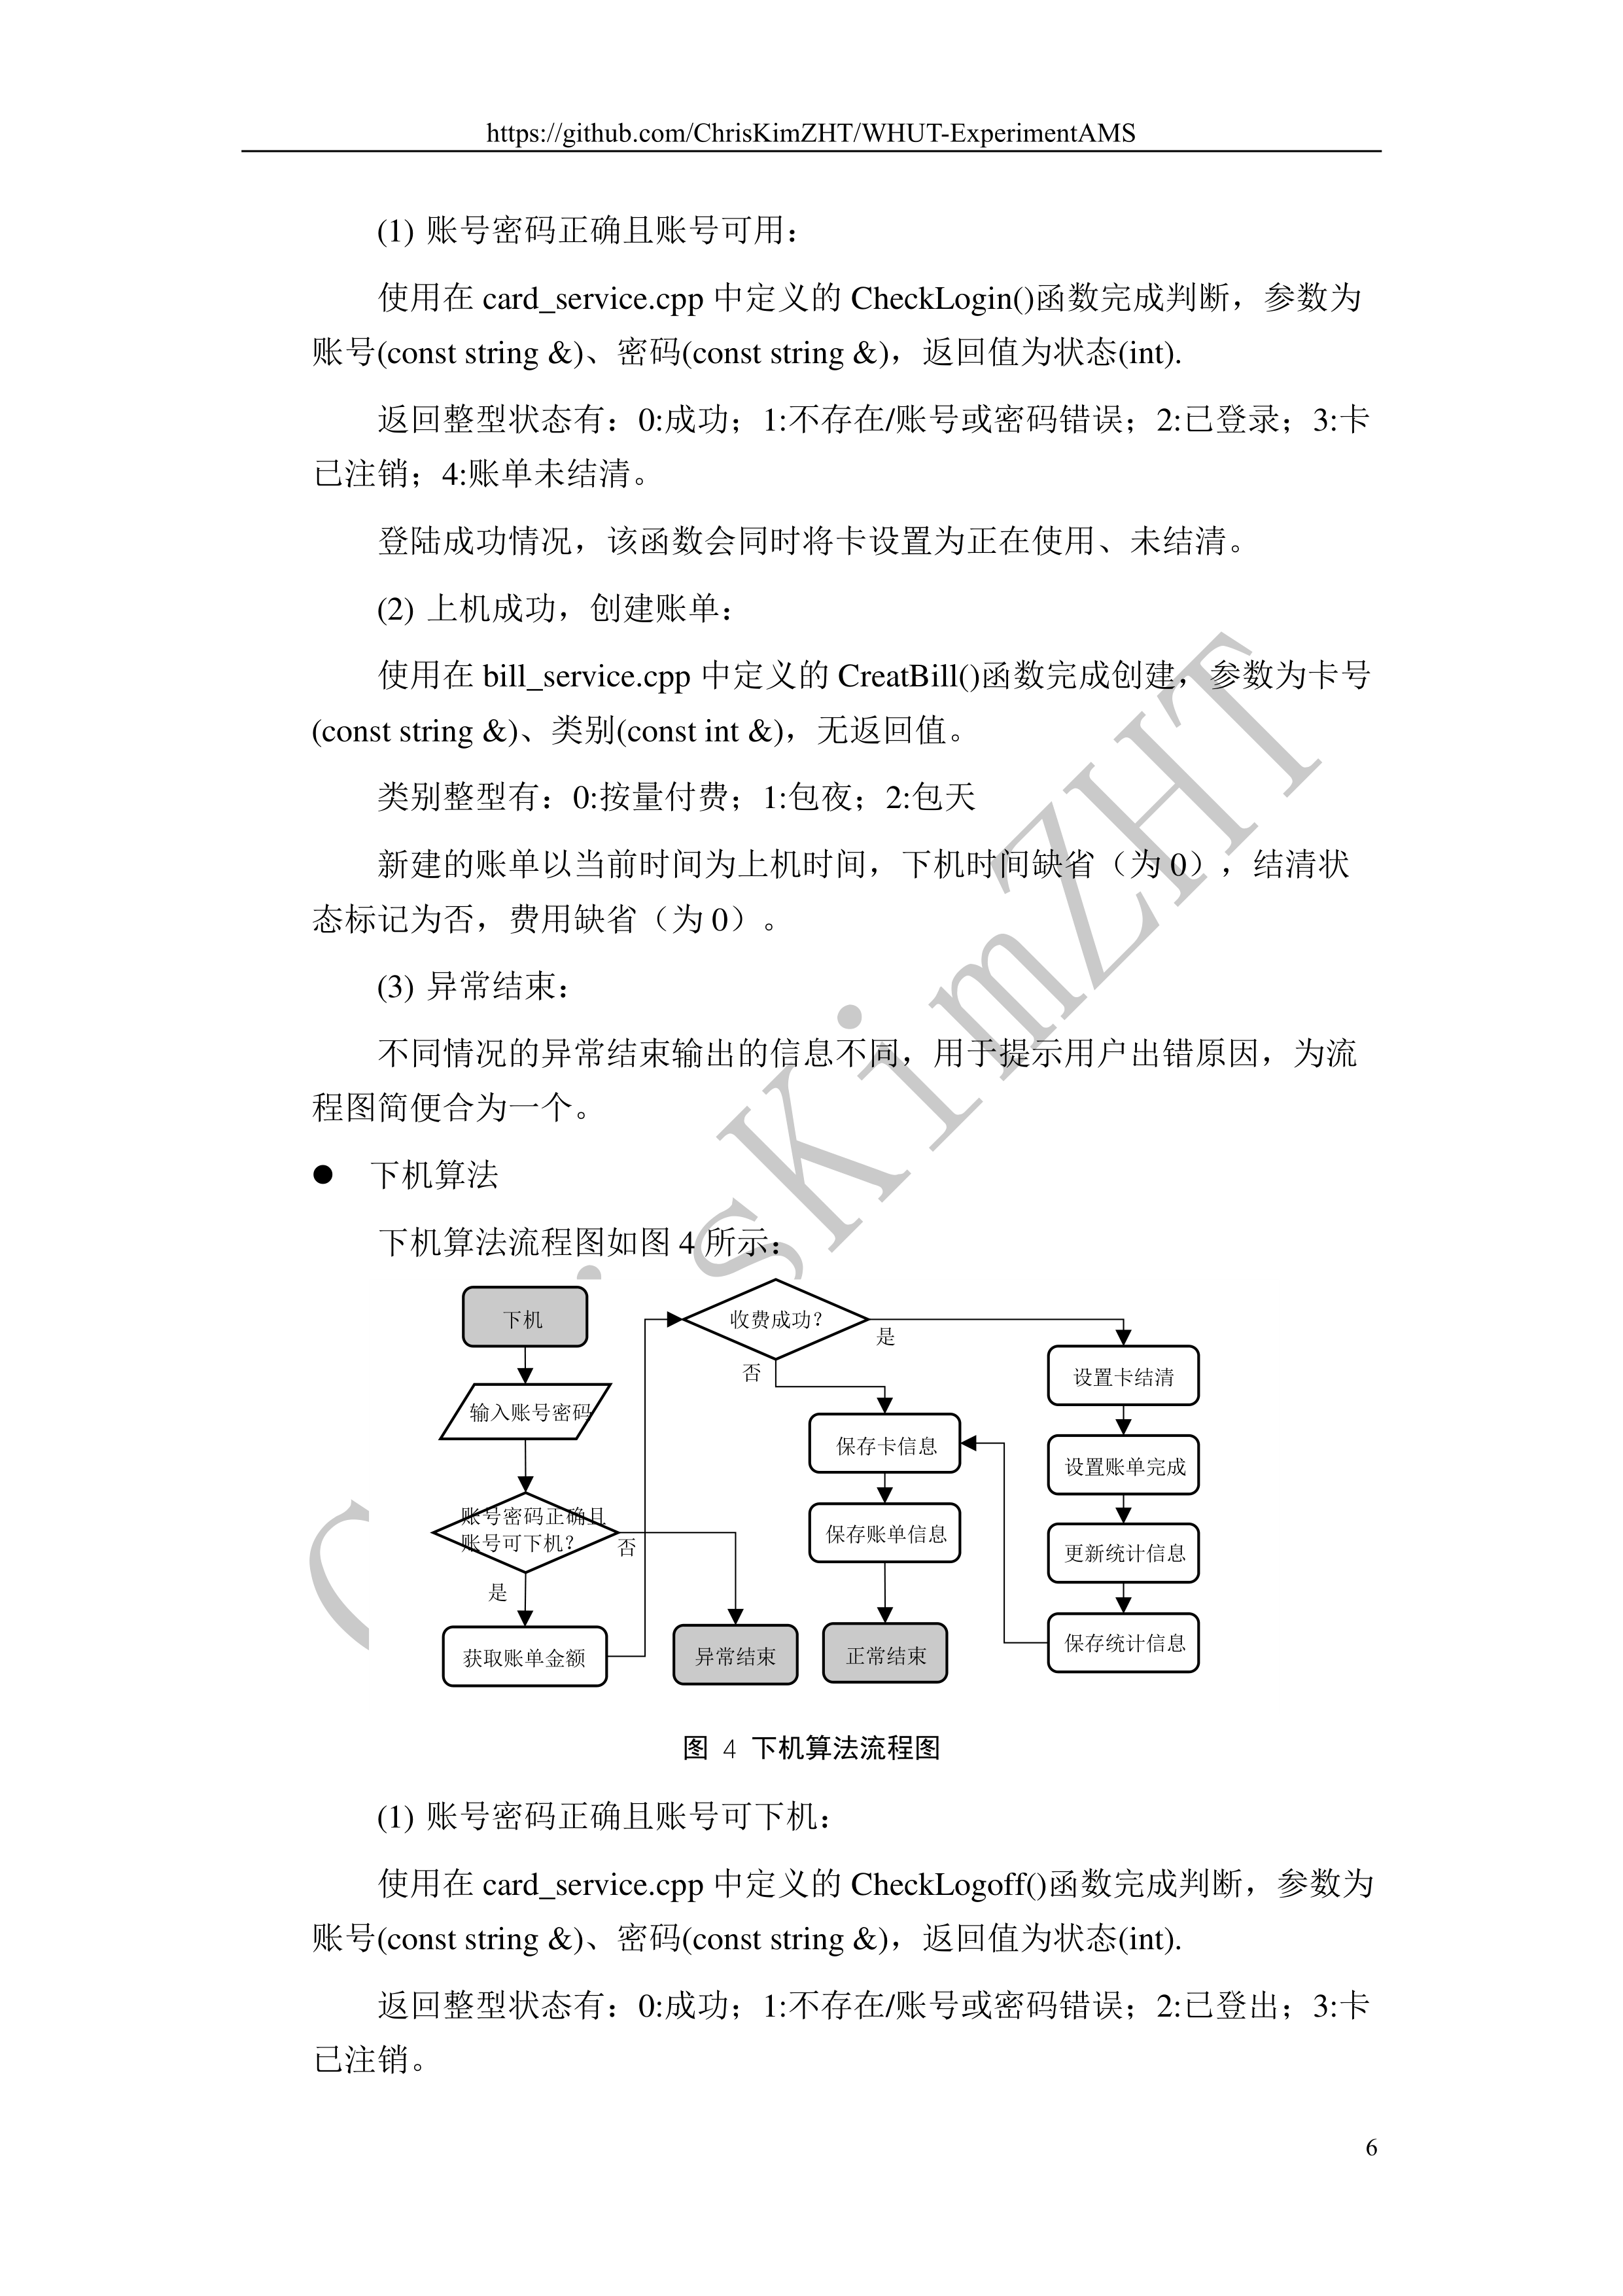 https://github.com/ChrisKimZHT/WHUT-ExperimentAMS
(1) 账号密码正确且账号可用：
使用在 card_service.cpp 中定义的 CheckLogin()函数完成判断，参数为
账号(const string &)、密码(const string &)，返回值为状态(int).
返回整型状态有：0:成功；1:不存在/账号或密码错误；2:已登录；3:卡
已注销；4:账单未结清。
登陆成功情况，该函数会同时将卡设置为正在使用、未结清。
(2) 上机成功，创建账单：
使用在 bill_service.cpp 中定义的 CreatBill()函数完成创建，参数为卡号
(const string &)、类别(const int &)，无返回值。
类别整型有：0:按量付费；1:包夜；2:包天
新建的账单以当前时间为上机时间，下机时间缺省（为 0），结清状
态标记为否，费用缺省（为 0）。
(3) 异常结束：
不同情况的异常结束输出的信息不同，用于提示用户出错原因，为流
程图简便合为一个。
● 下机算法
下机算法流程图如图 4 所示：
下机
输入账号密码
账号密码正确且
账号可下机？
否
是
获取账单金额
异常结束
收费成功？
是
否
保存卡信息
保存账单信息
正常结束
设置卡结清
设置账单完成
更新统计信息
保存统计信息
图 4 下机算法流程图
(1) 账号密码正确且账号可下机：
使用在 card_service.cpp 中定义的 CheckLogoff()函数完成判断，参数为
账号(const string &)、密码(const string &)，返回值为状态(int).
返回整型状态有：0:成功；1:不存在/账号或密码错误；2:已登出；3:卡
已注销。
6
sKimZHT